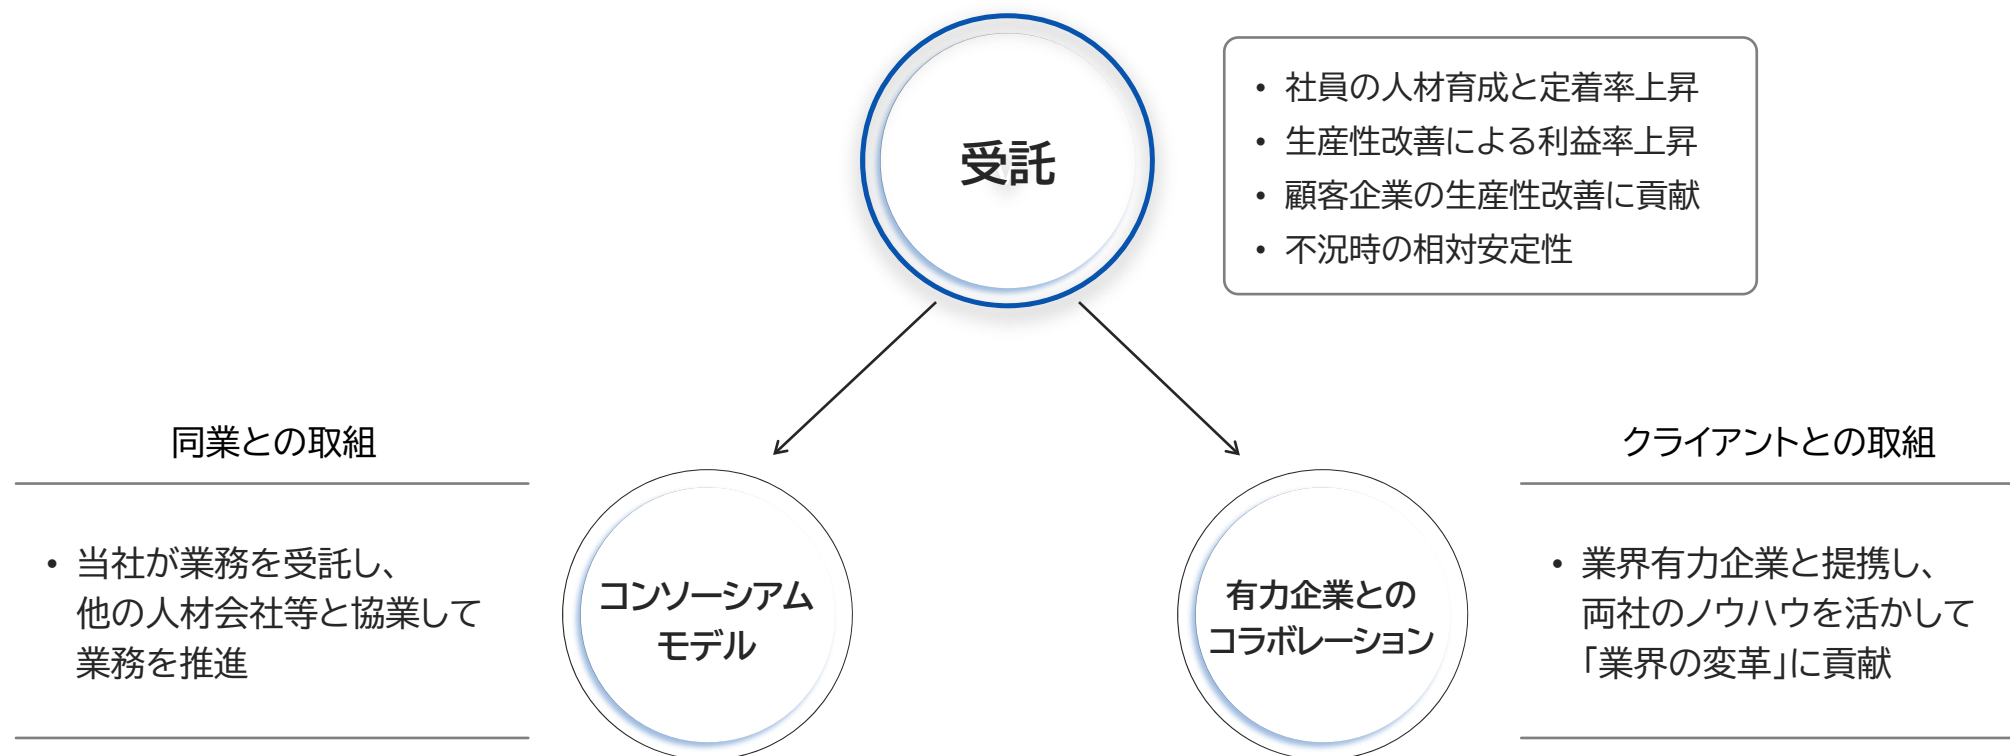 受託
• 社員の人材育成と定着率上昇
• 生産性改善による利益率上昇
• 顧客企業の生産性改善に貢献
• 不況時の相対安定性
同業との取組
• 当社が業務を受託し、
他の人材会社等と協業して
業務を推進
コンソーシアム
モデル
有力企業との
コラボレーション
クライアントとの取組
• 業界有力企業と提携し、
両社のノウハウを活かして
「業界の変革」に貢献